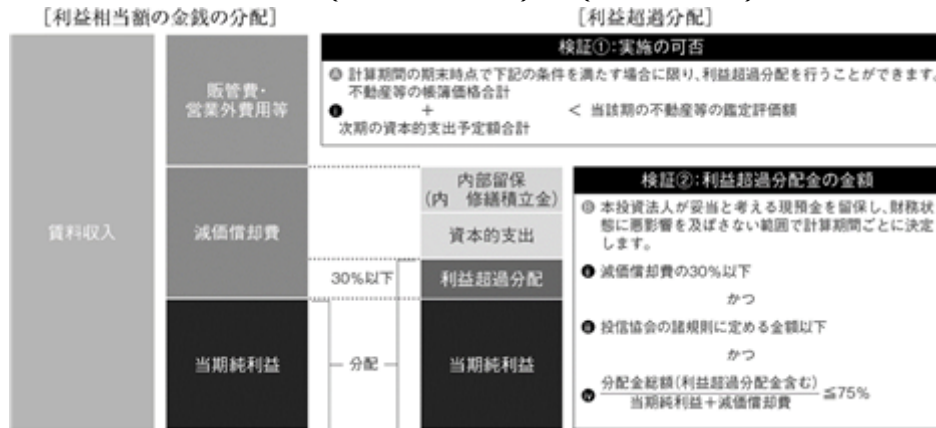 [利益相当額の金銭の分配]
[利益超過分配]
賃料収入
販管費・
営業外費用等
減価償却費
当期純利益
30%以下
分配
内部留保
(内 修繕積立金)
資本的支出
利益超過分配
当期純利益
検証①:実施の可否
Ⓐ 計算期間の期末時点で下記の条件を満たす場合に限り、利益超過分配を行うことができます。
不動産等の帳簿価格合計
❶ + < 当該期の不動産等の鑑定評価額
次期の資本的支出予定額合計
検証②:利益超過分配金の金額
Ⓑ 本投資法人が妥当と考える現預金を留保し、財務状
態に悪影響を及ぼさない範囲で計算期間ごとに決定
します。
減価償却費の30%以下
かつ
投信協会の諸規則に定める金額以下
かつ
分配金総額(利益超過分配金含む)
当期純利益+減価償却費
≦75%